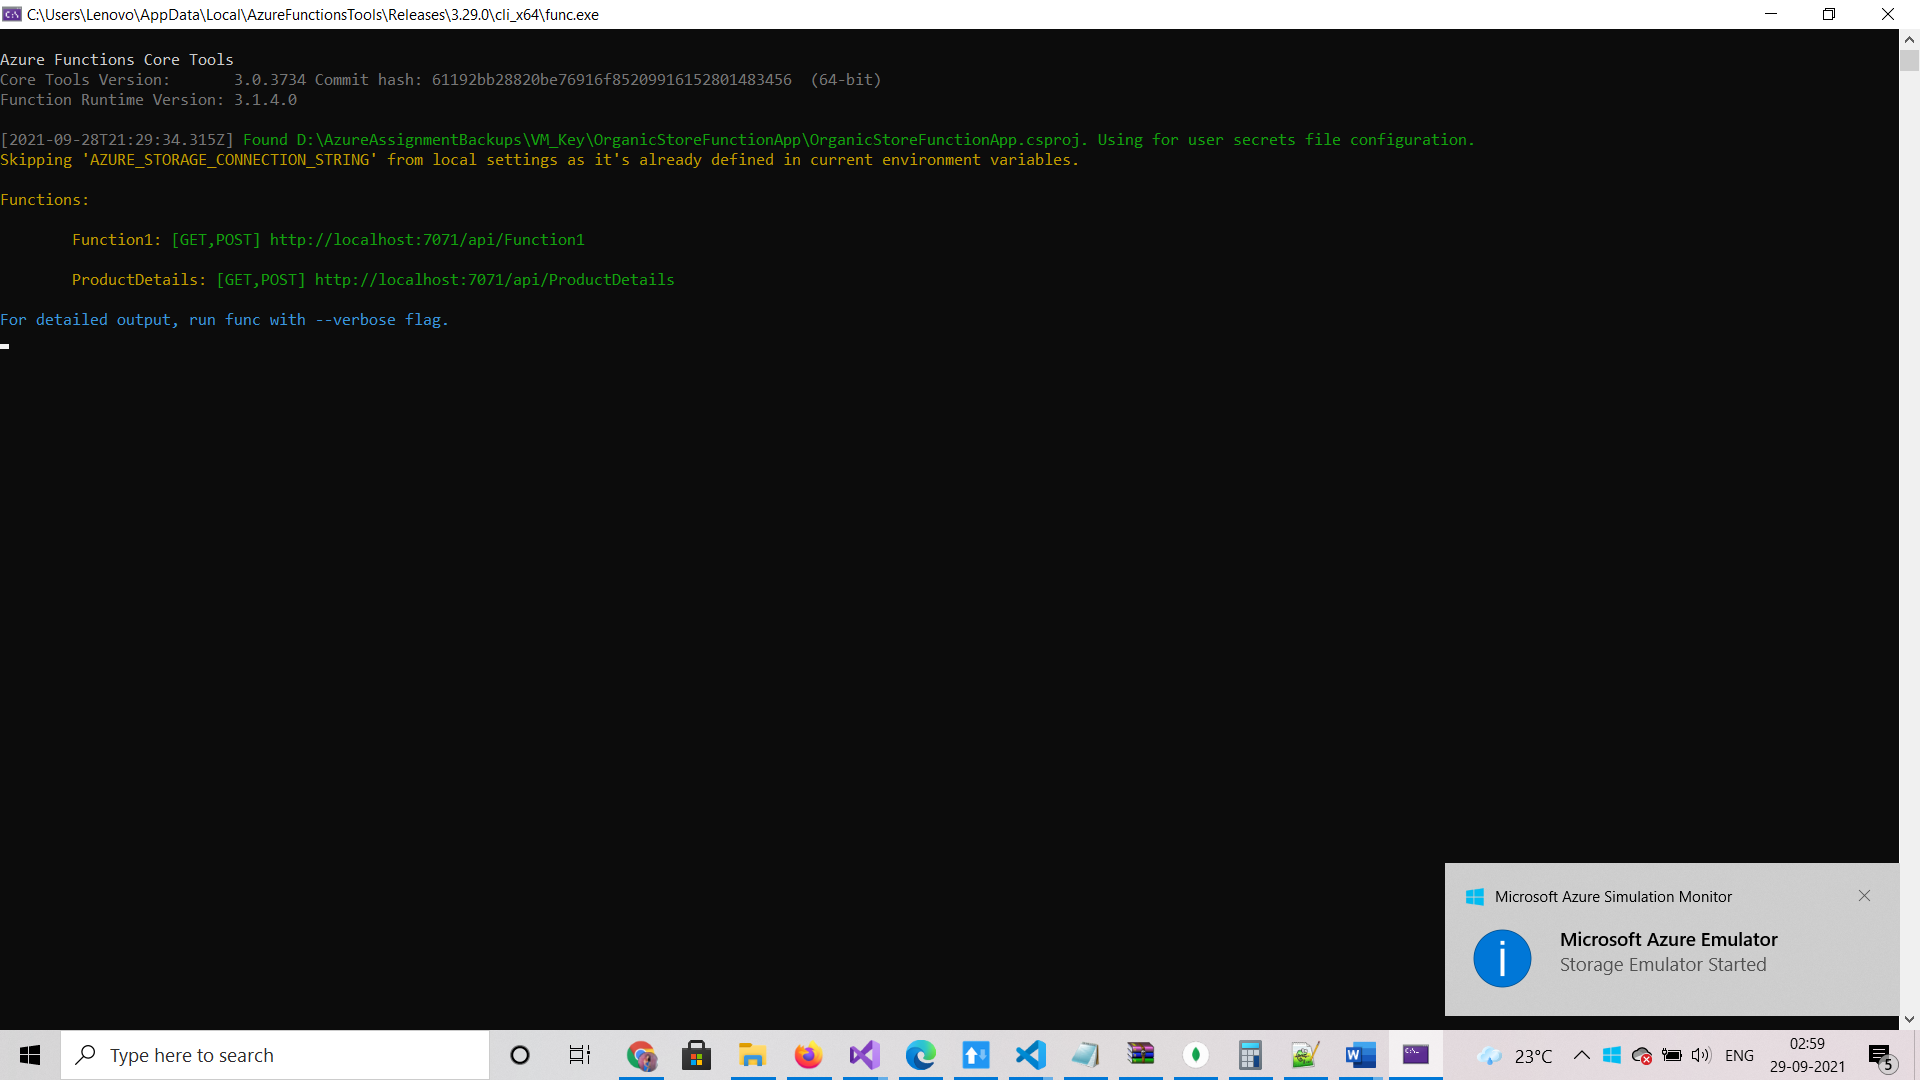 C:\Users\Lenovo\AppData\Local\AzureFunctionsTools\Releases\3.29.0\cli_x64\func.exe
Azure Functions Core Tools
Core Tools Version:       3.0.3734 Commit hash: 61192bb28820be76916f85209916152801483456  (64-bit)
Function Runtime Version: 3.1.4.0
[2021-09-28T21:29:34.315Z] Found D:\AzureAssignmentBackups\VM_Key\OrganicStoreFunctionApp\OrganicStoreFunctionApp.csproj. Using for user secrets file configuration.
Skipping 'AZURE_STORAGE_CONNECTION_STRING' from local settings as it's already defined in current environment variables.
Functions:
Function1: [GET,POST] http://localhost:7071/api/Function1
ProductDetails: [GET,POST] http://localhost:7071/api/ProductDetails
For detailed output, run func with --verbose flag.
Microsoft Azure Simulation Monitor
Microsoft Azure Emulator
Storage Emulator Started
Type here to search
23°C
ENG
02:59
29-09-2021
5